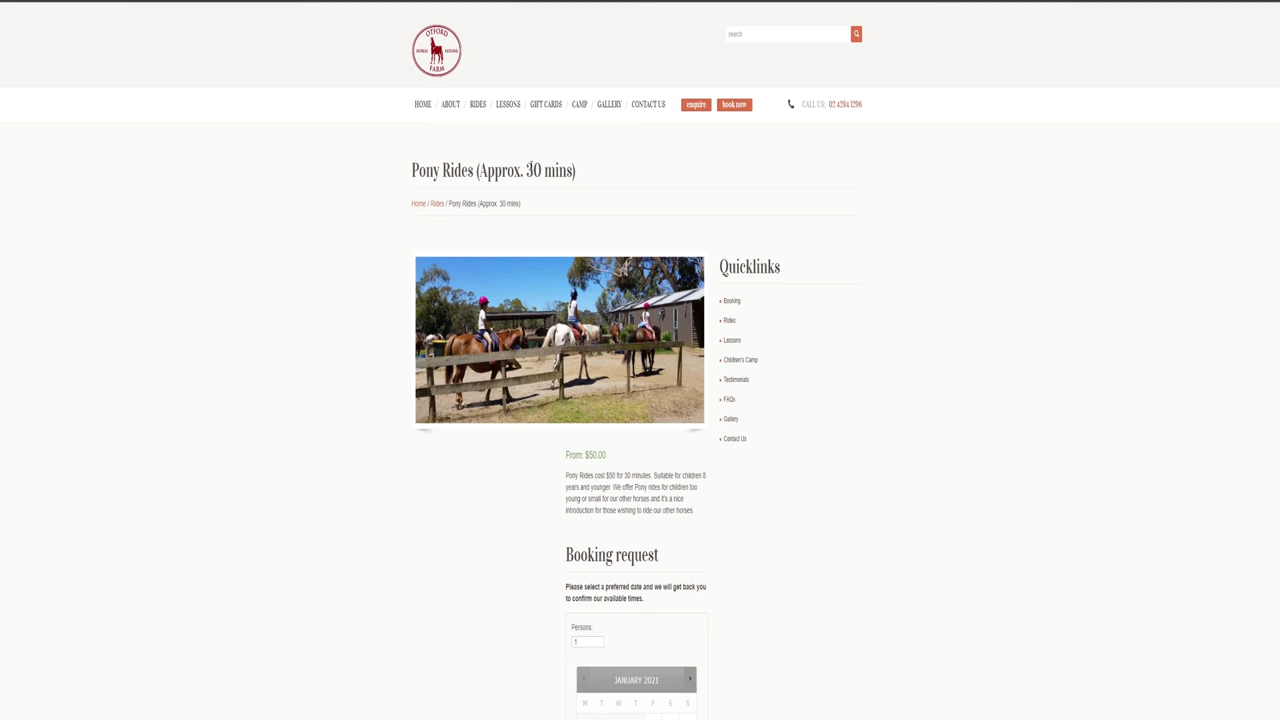 OTFORD
HORSE RIDING
FARM
search
HOME / ABOUT / RIDES / LESSONS / GIFT CARDS / CAMP / GALLERY / CONTACT US
enquire
book now
CALL US: 02 4294 1296
Pony Rides (Approx. 30 mins)
Home / Rides / Pony Rides (Approx. 30 mins)
Quicklinks
Booking
Rides
Lessons
Children's Camp
Testimonials
FAQs
Gallery
Contact Us
From: $50.00
Pony Rides cost $50 for 30 minutes. Suitable for children 8
years and younger. We offer Pony rides for children too
young or small for our other horses and it's a nice
introduction for those wishing to ride our other horses.
Booking request
Please select a preferred date and we will get back you
to confirm our available times.
Persons:
1
JANUARY 2021
M T W T F S S